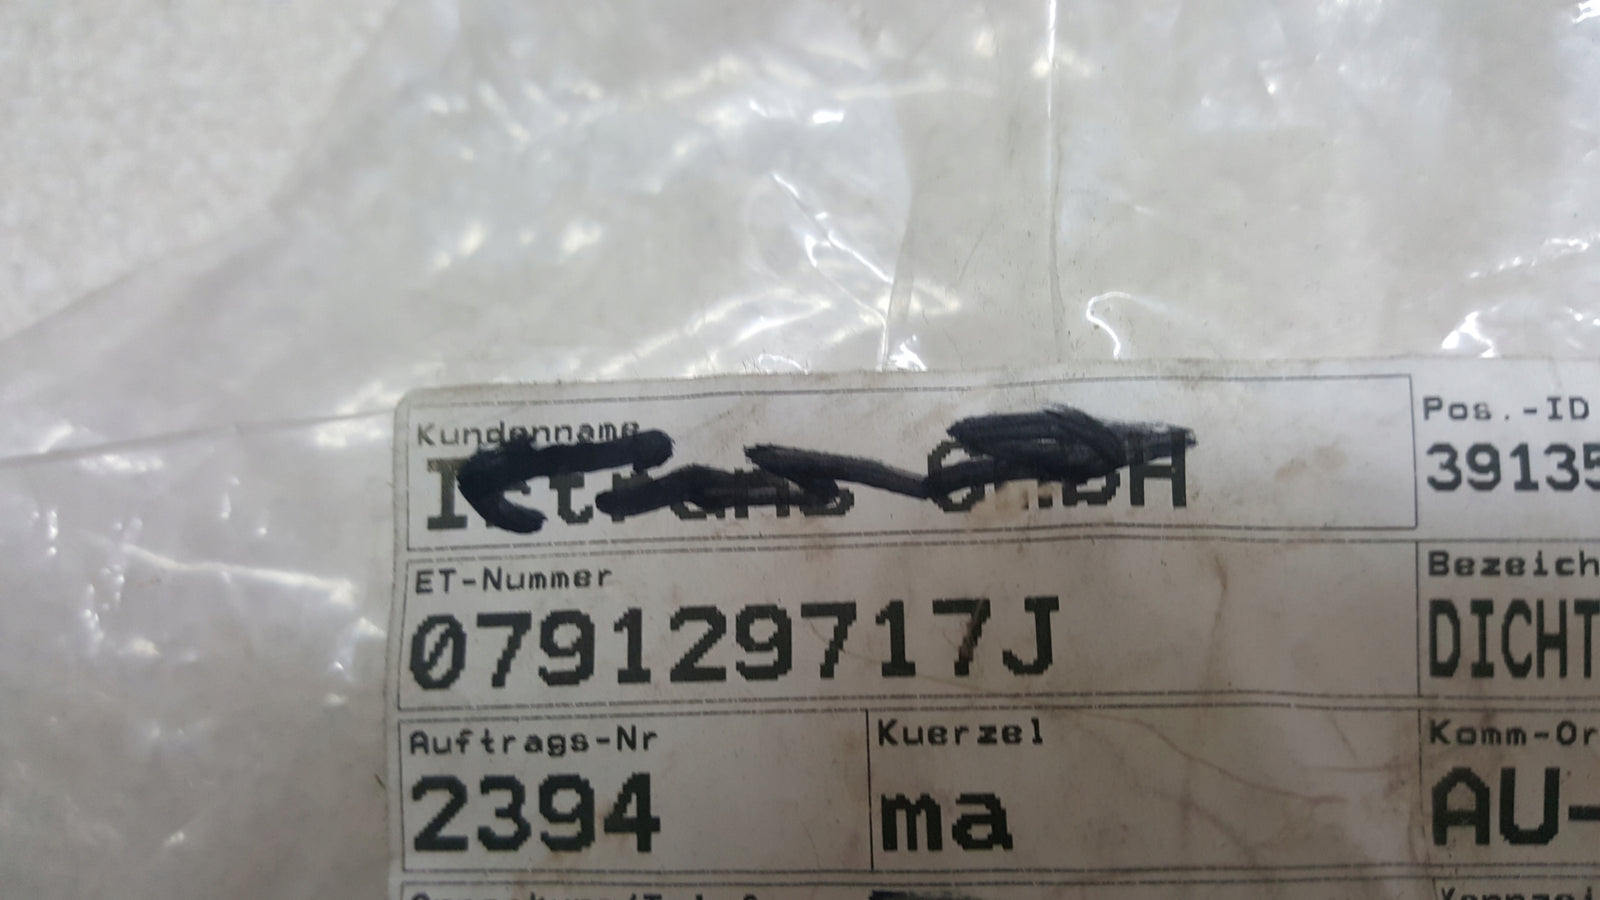 Kundenname
Pos.-ID
39135
ET-Nummer
079129717J
Bezeich
DICHT
Auftrags-Nr
2394
Kuerzel
ma
Komm-Or
AU-